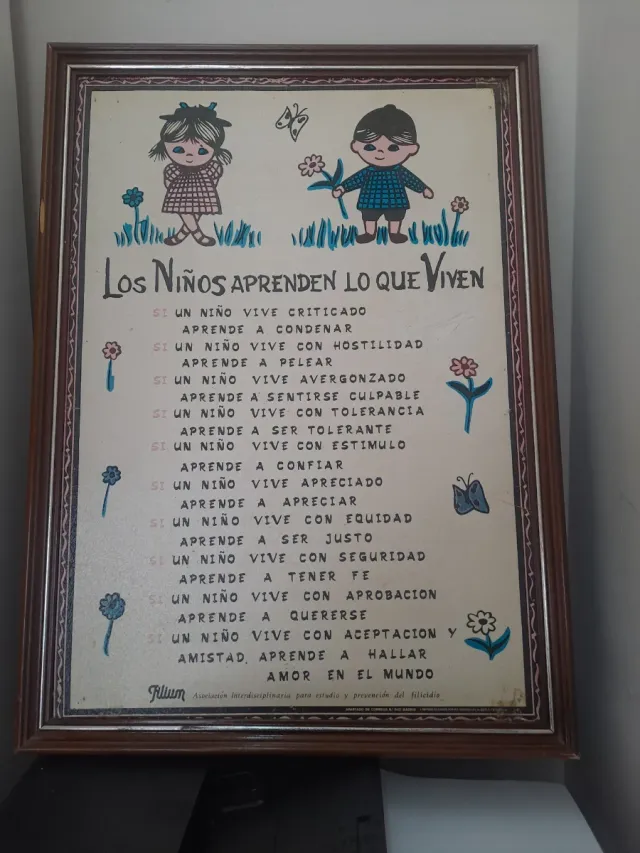 Los Niños aprenden lo que Viven
SI UN NIÑO VIVE CRITICADO
APRENDE A CONDENAR
SI UN NIÑO VIVE CON HOSTILIDAD
APRENDE A PELEAR
SI UN NIÑO VIVE AVERGONZADO
APRENDE A SENTIRSE CULPABLE
SI UN NIÑO VIVE CON TOLERANCIA
APRENDE A SER TOLERANTE
SI UN NIÑO VIVE CON ESTIMULO
APRENDE A CONFIAR
SI UN NIÑO VIVE APRECIADO
APRENDE A APRECIAR
SI UN NIÑO VIVE CON EQUIDAD
APRENDE A SER JUSTO
SI UN NIÑO VIVE CON SEGURIDAD
APRENDE A TENER FE
SI UN NIÑO VIVE CON APROBACION
APRENDE A QUERERSE
SI UN NIÑO VIVE CON ACEPTACION Y
AMISTAD, APRENDE A HALLAR
AMOR EN EL MUNDO
Filium Asociación interdisciplinaria para estudio y prevención del filicidio